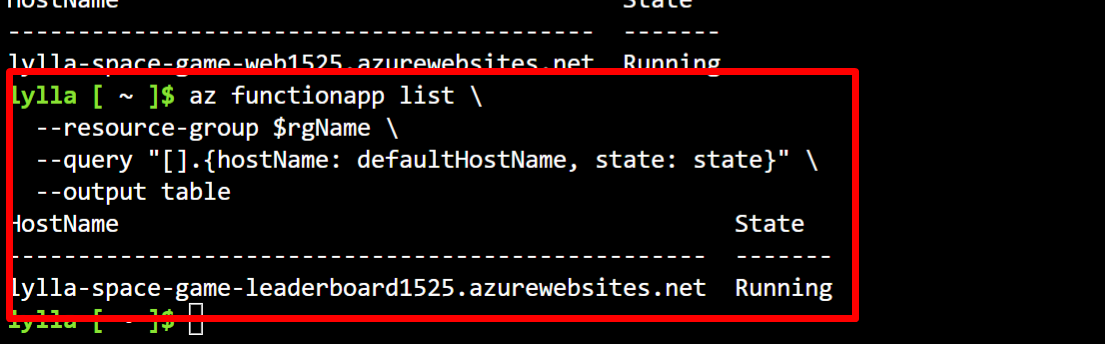 HostName State
----------------------------------------- -------
lylla-space-game-web1525.azurewebsites.net Running
lylla [ ~ ]$ az functionapp list \
--resource-group $rgName \
--query "[].{hostName: defaultHostName, state: state}" \
--output table
HostName State
------------------------------------------------- -------
lylla-space-game-leaderboard1525.azurewebsites.net Running
lylla [ ~ ]$